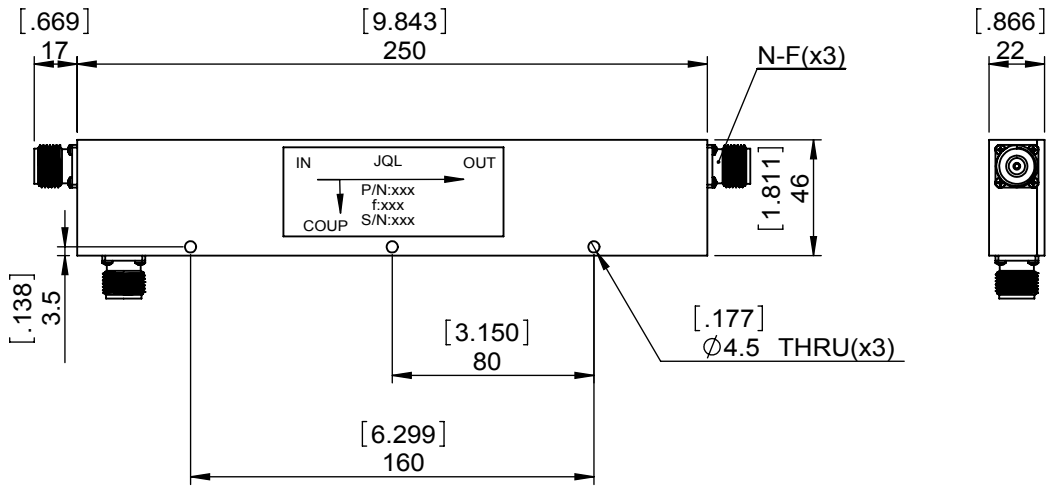 [.669]
17
[9.843]
250
[.866]
22
N-F(x3)
IN JQL OUT
P/N:xxx
f:xxx
COUP S/N:xxx
[1.811]
46
[.138]
3.5
[3.150]
80
[.177]
∅4.5 THRU(x3)
[6.299]
160